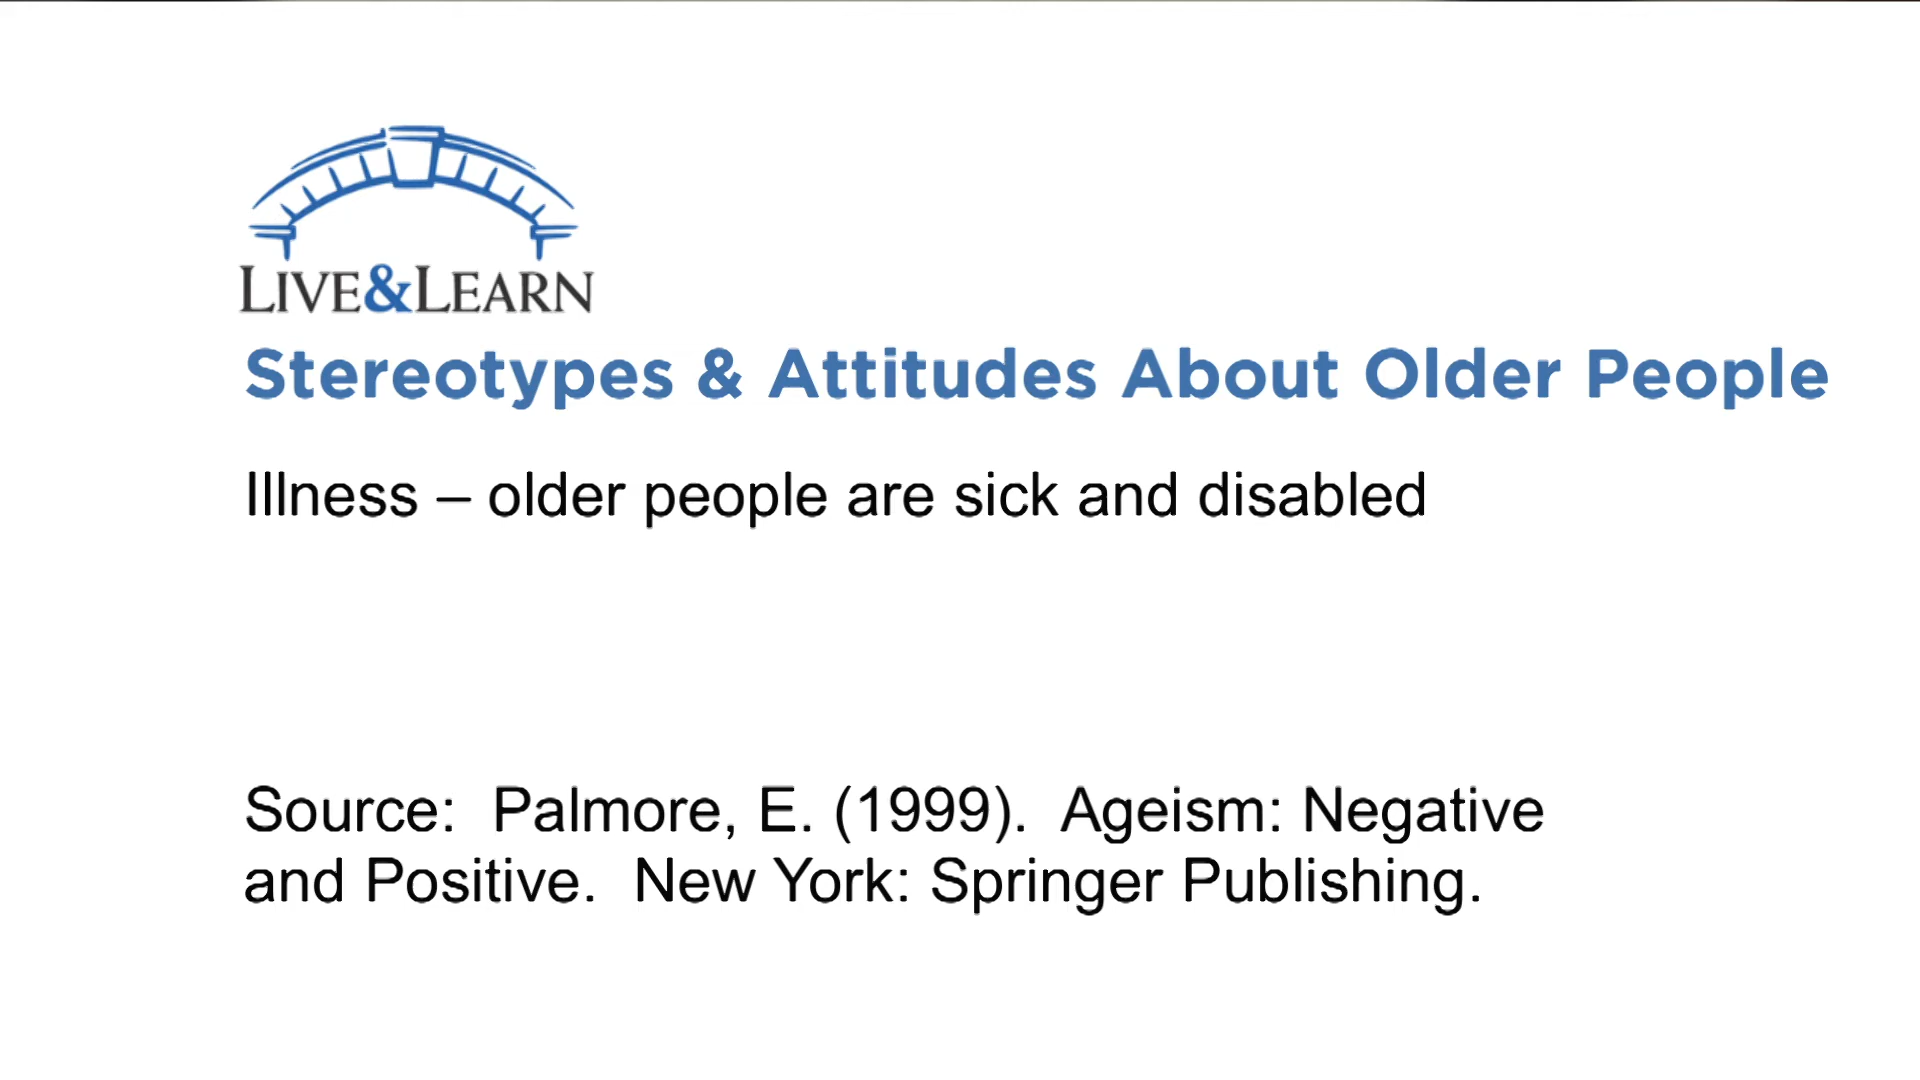 LIVE&LEARN
Stereotypes & Attitudes About Older People
Illness – older people are sick and disabled
Source:  Palmore, E. (1999).  Ageism: Negative
and Positive.  New York: Springer Publishing.